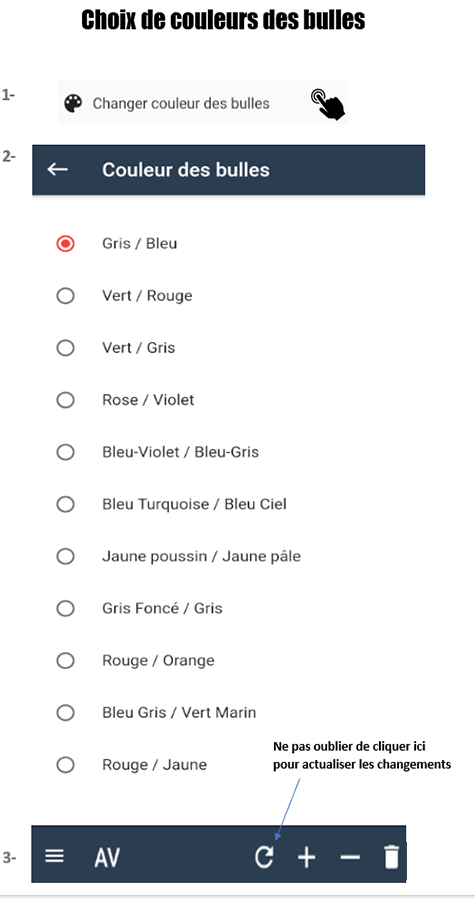 Choix de couleurs des bulles
1-
Changer couleur des bulles
2-
Couleur des bulles
Gris / Bleu
Vert / Rouge
Vert / Gris
Rose / Violet
Bleu-Violet / Bleu-Gris
Bleu Turquoise / Bleu Ciel
Jaune poussin / Jaune pâle
Gris Foncé / Gris
Rouge / Orange
Bleu Gris / Vert Marin
Rouge / Jaune
Ne pas oublier de cliquer ici
pour actualiser les changements
3-
AV